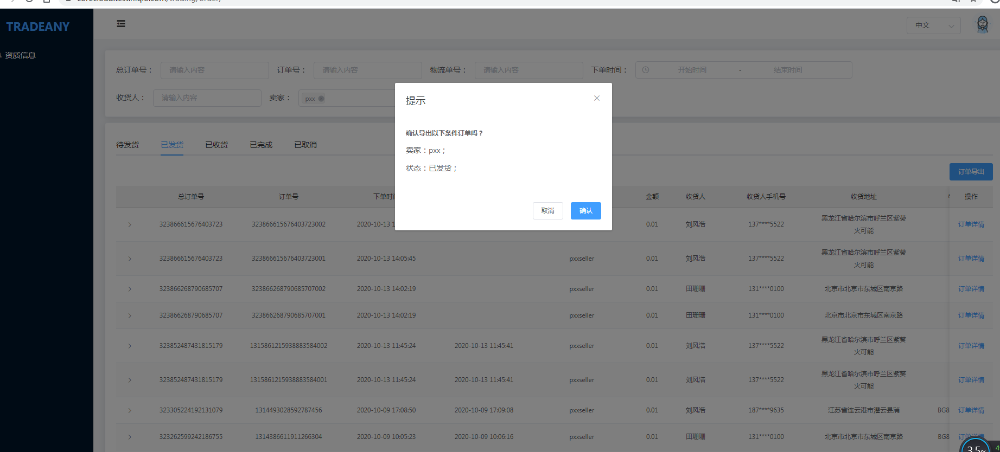 TRADEANY
中文
资质信息
总订单号： 请输入内容 订单号： 请输入内容 物流单号： 请输入内容 下单时间： 开始时间 - 结束时间
收货人： 请输入内容 卖家： pxx
提示
确认导出以下条件订单吗？
卖家：pxx；
状态：已发货；
取消 确认
待发货 已发货 已收货 已完成 已取消
订单导出
总订单号 订单号 下单时间 金额 收货人 收货人手机号 收货地址 操作
323866615676403723 323866615676403723002 2020-10-13 1 0.01 刘风浩 137****5522 黑龙江省哈尔滨市呼兰区紫葵 订单详情
火可能
323866615676403723 323866615676403723001 2020-10-13 14:05:45 pxxseller 0.01 刘风浩 137****5522 黑龙江省哈尔滨市呼兰区紫葵 订单详情
火可能
323866268790685707 323866268790685707002 2020-10-13 14:02:19 pxxseller 0.01 田珊珊 131****0100 北京市北京市东城区南京路 订单详情
323866268790685707 323866268790685707001 2020-10-13 14:02:19 pxxseller 0.01 田珊珊 131****0100 北京市北京市东城区南京路 订单详情
323852487431815179 1315861215938883584002 2020-10-13 11:45:24 2020-10-13 11:45:41 pxxseller 0.01 刘风浩 137****5522 黑龙江省哈尔滨市呼兰区紫葵 订单详情
火可能
323852487431815179 1315861215938883584001 2020-10-13 11:45:24 2020-10-13 11:45:41 pxxseller 0.01 刘风浩 137****5522 黑龙江省哈尔滨市呼兰区紫葵 订单详情
火可能
323305224192131079 1314493028592787456 2020-10-09 17:08:50 2020-10-09 17:09:08 pxxseller 0.01 刘风浩 187****9635 江苏省连云港市灌云县消 BG8 订单详情
323262599242186755 1314386611911266304 2020-10-09 10:05:23 2020-10-09 10:06:16 pxxseller 0.01 田珊珊 131****0100 北京市北京市东城区南京路 BG8 订单详情